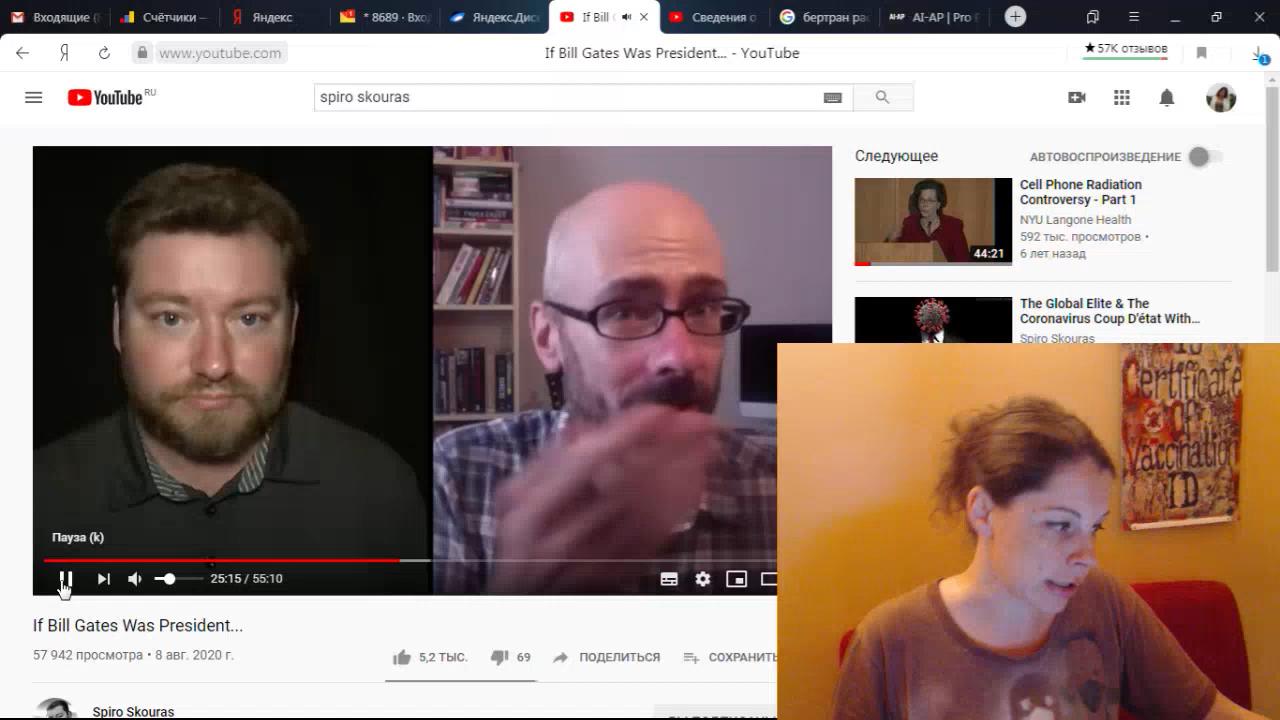 Входящие (
Счётчики —
Яндекс
* 8689 · Вхо
Яндекс.Дис
If Bill
Сведения о
бертран ра
AI-AP | Pro
www.youtube.com
If Bill Gates Was President... - YouTube
★57K отзывов
1
YouTube RU
spiro skouras
Следующее
АВТОВОСПРОИЗВЕДЕНИЕ
Cell Phone Radiation
Controversy - Part 1
NYU Langone Health
592 тыс. просмотров •
6 лет назад
44:21
The Global Elite & The
Coronavirus Coup D'état With...
Spiro Skouras
Certificate
of
Vaccination
ID
Пауза (k)
25:15 / 55:10
If Bill Gates Was President...
57 942 просмотра • 8 авг. 2020 г.
5,2 ТЫС.
69
ПОДЕЛИТЬСЯ
СОХРАНИТЬ
Spiro Skouras